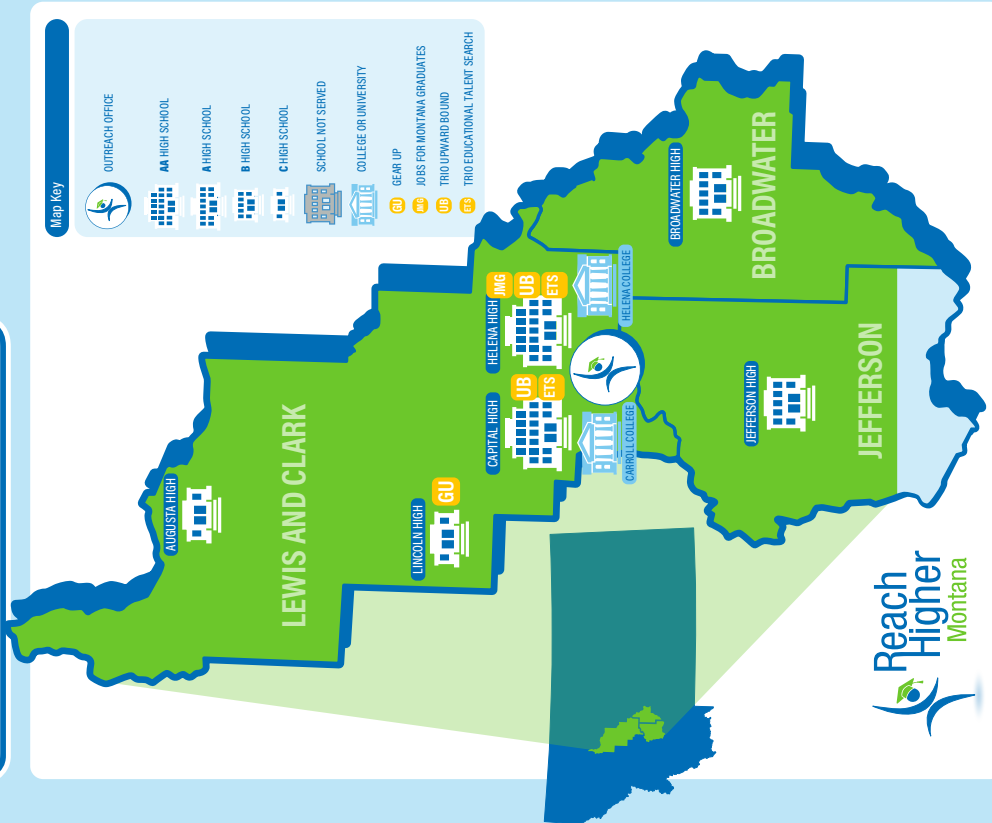 Map Key
OUTREACH OFFICE
AA HIGH SCHOOL
A HIGH SCHOOL
B HIGH SCHOOL
C HIGH SCHOOL
SCHOOL NOT SERVED
COLLEGE OR UNIVERSITY
GU GEAR UP
JMG JOBS FOR MONTANA GRADUATES
UB TRIO UPWARD BOUND
ETS TRIO EDUCATIONAL TALENT SEARCH
AUGUSTA HIGH
LEWIS AND CLARK
LINCOLN HIGH
GU
CAPITAL HIGH
UB
ETS
HELENA HIGH
JMG
UB
ETS
CARROLL COLLEGE
HELENA COLLEGE
BROADWATER HIGH
BROADWATER
JEFFERSON HIGH
JEFFERSON
Reach
Higher
Montana